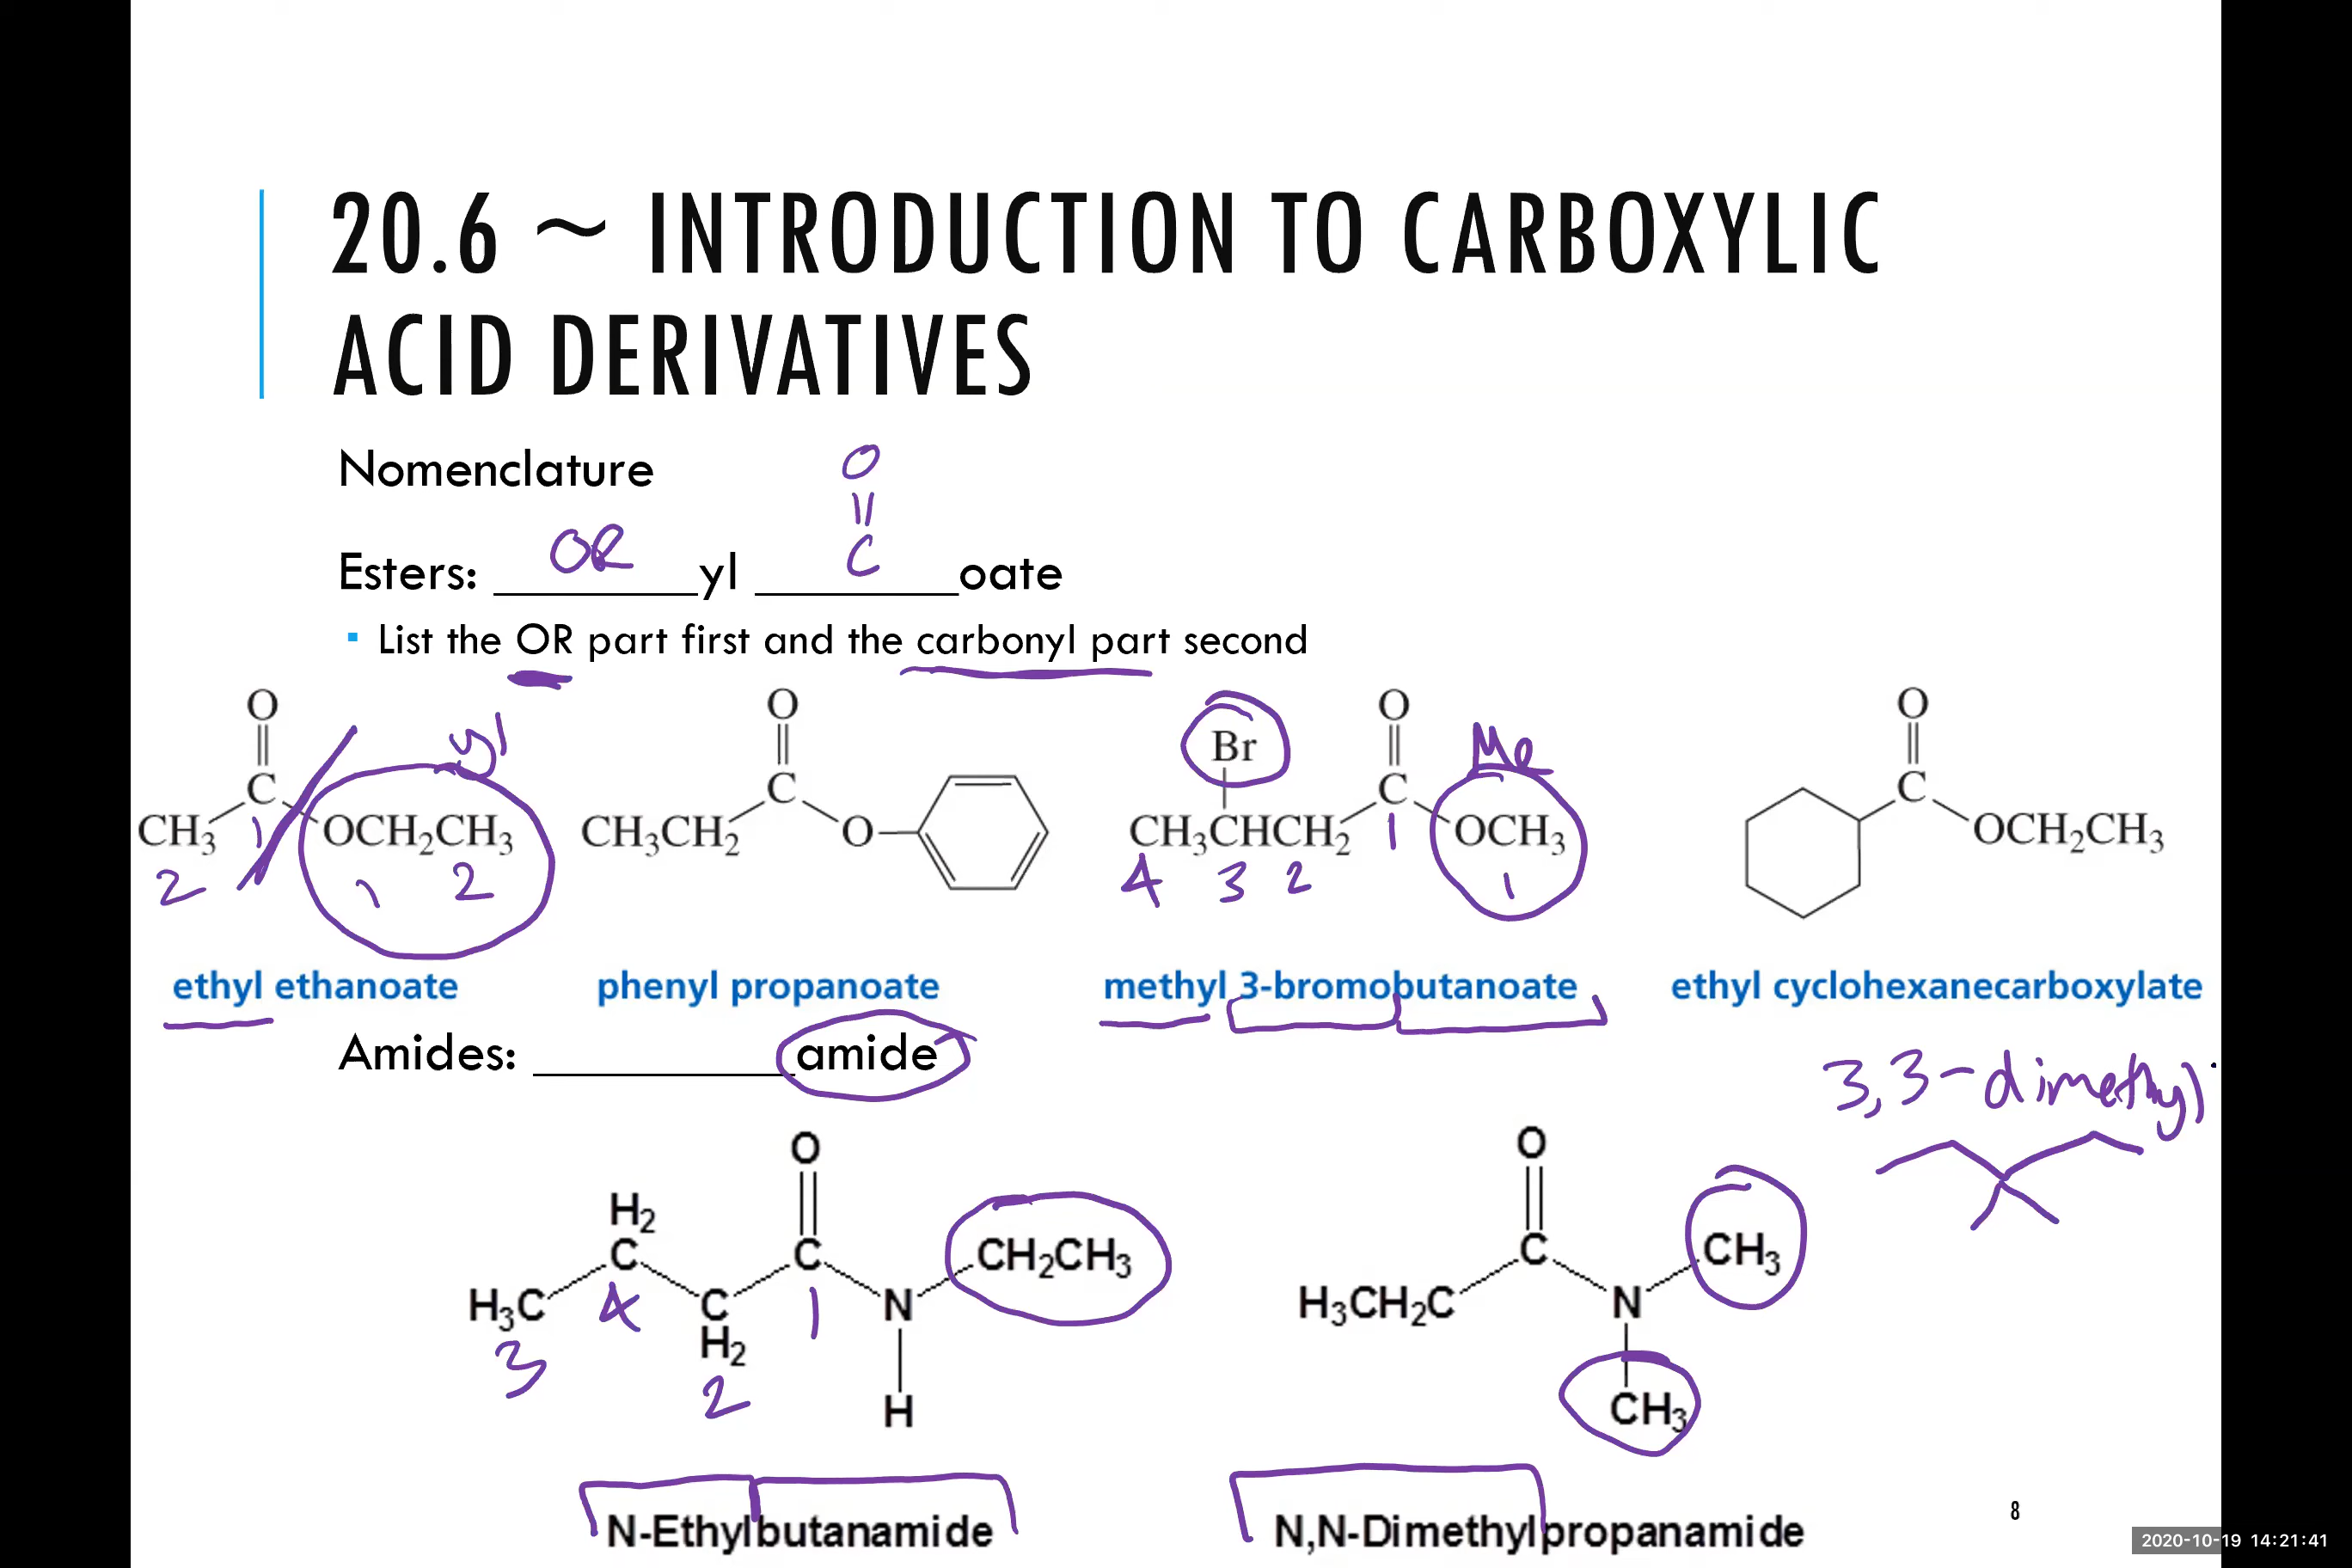 20.6 ~ INTRODUCTION TO CARBOXYLIC
ACID DERIVATIVES
Nomenclature
O
Esters: OR yl C oate
List the OR part first and the carbonyl part second
O O O O
yl Br Me
C C C C
CH3 1 OCH2CH3 CH3CH2 O CH3CHCH2 1 OCH3 OCH2CH3
2 1 2 4 3 2 1
ethyl ethanoate phenyl propanoate methyl 3-bromobutanoate ethyl cyclohexanecarboxylate
Amides: amide
3,3-dimethyl
O O
H2
C C CH2CH3 C CH3
H3C 4 C 1 N H3CH2C N
3 H2
2 H CH3
N-Ethylbutanamide N,N-Dimethylpropanamide
8
2020-10-19 14:21:41